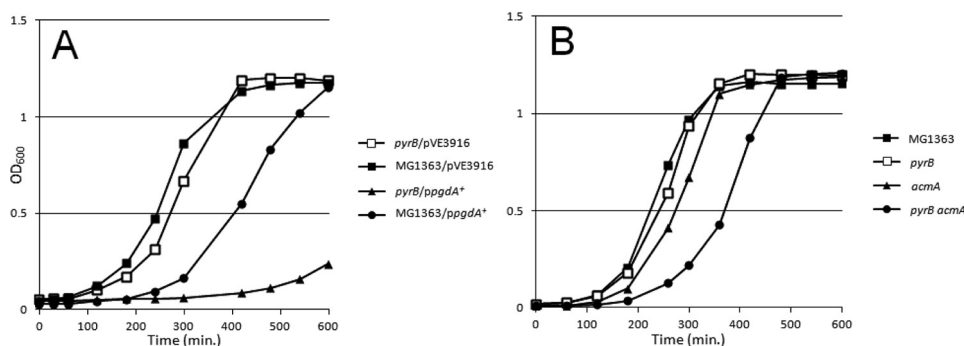 A
1.5
1
0.5
0
OD600
0 100 200 300 400 500 600
Time (min.)
pyrB/pVE3916
MG1363/pVE3916
pyrB/ppgdA+
MG1363/ppgdA+
B
1.5
1
0.5
0
0 100 200 300 400 500 600
Time (min.)
MG1363
pyrB
acmA
pyrB acmA